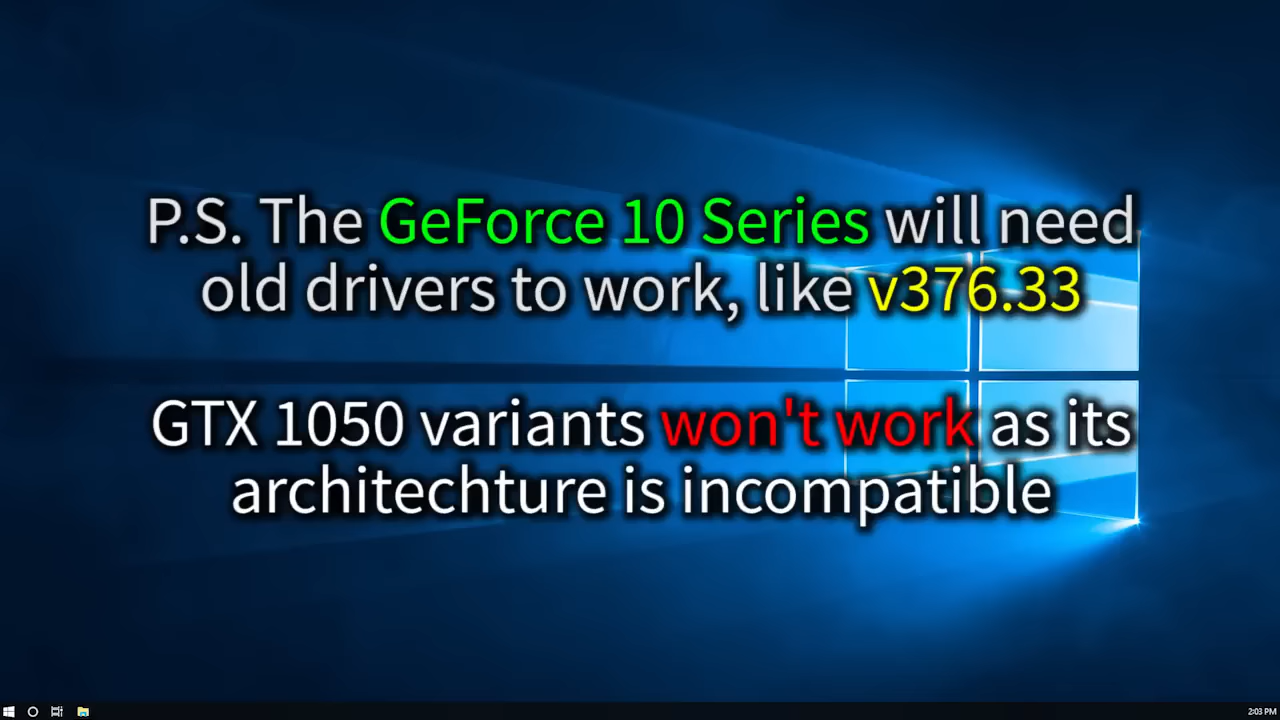 P.S. The GeForce 10 Series will need
old drivers to work, like v376.33
GTX 1050 variants won't work as its
architechture is incompatible
2:03 PM